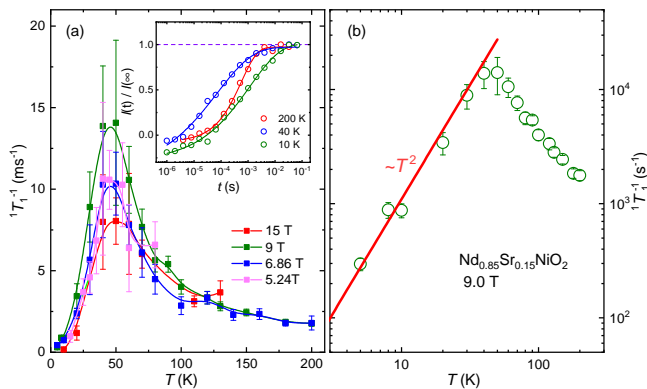 (a)
20
15
10
5
0
¹T₁⁻¹ (ms⁻¹)
0 50 100 150 200
T (K)
15 T
9 T
6.86 T
5.24T
1.0
0.5
0.0
I(t) / I(∞)
10⁻⁶ 10⁻⁵ 10⁻⁴ 10⁻³ 10⁻² 10⁻¹
t (s)
200 K
40 K
10 K
(b)
~T²
Nd₀.₈₅Sr₀.₁₅NiO₂
9.0 T
10 100
T (K)
10⁴
10³
10²
¹T₁⁻¹ (s⁻¹)